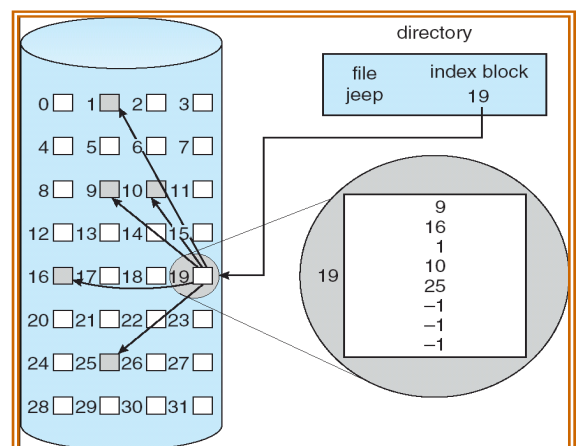 directory
file index block
jeep 19
0 1 2 3
4 5 6 7
8 9 10 11
12 13 14 15
16 17 18 19
20 21 22 23
24 25 26 27
28 29 30 31
19
9
16
1
10
25
–1
–1
–1